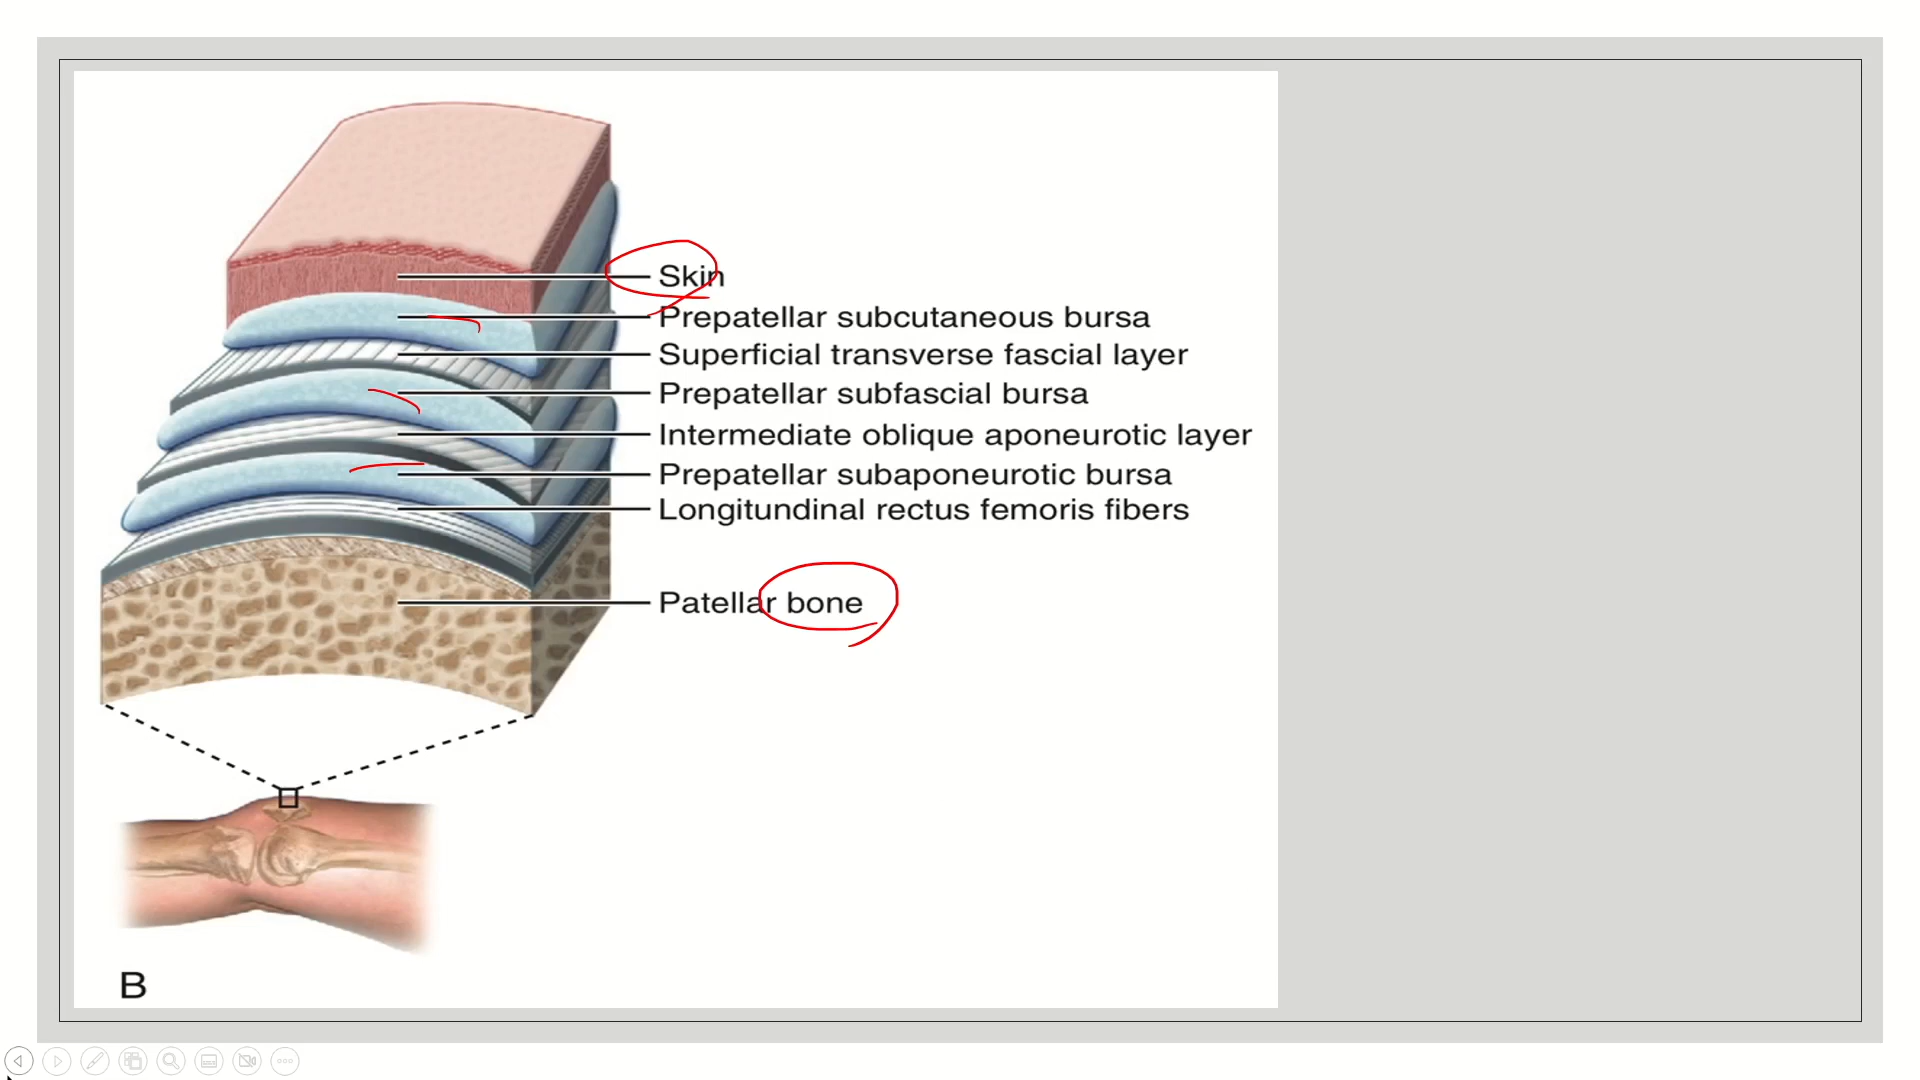 Skin
Prepatellar subcutaneous bursa
Superficial transverse fascial layer
Prepatellar subfascial bursa
Intermediate oblique aponeurotic layer
Prepatellar subaponeurotic bursa
Longitundinal rectus femoris fibers
Patellar bone
B